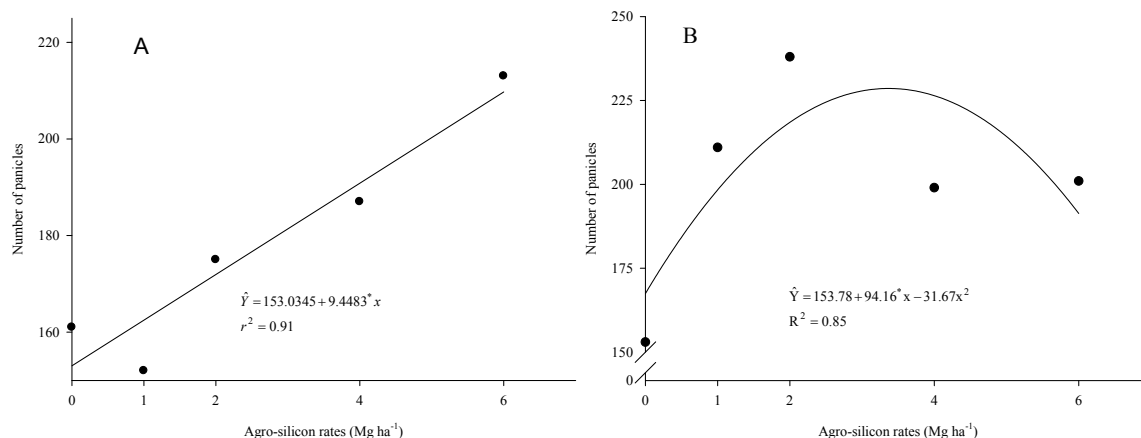 A
220
200
180
160
Number of panicles
Ŷ = 153.0345 + 9.4483* x
r² = 0.91
0 1 2 4 6
Agro-silicon rates (Mg ha⁻¹)
B
250
225
200
175
150
0
Number of panicles
Ŷ = 153.78 + 94.16* x − 31.67x²
R² = 0.85
0 1 2 4 6
Agro-silicon rates (Mg ha⁻¹)